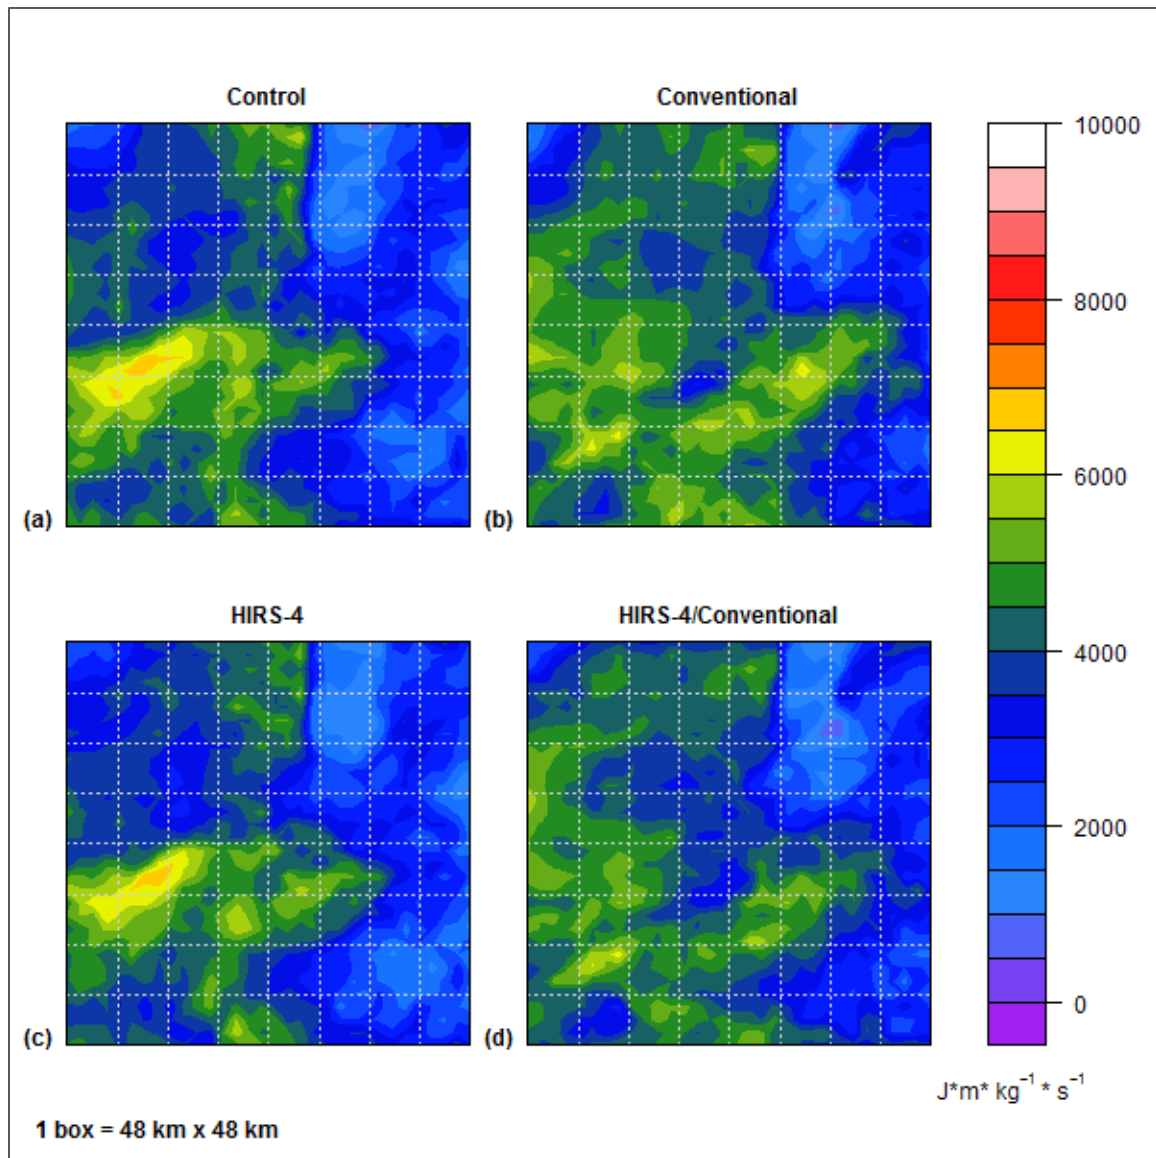 Control
Conventional
(a)
(b)
HIRS-4
HIRS-4/Conventional
(c)
(d)
10000
8000
6000
4000
2000
0
J*m* kg⁻¹ * s⁻¹
1 box = 48 km x 48 km